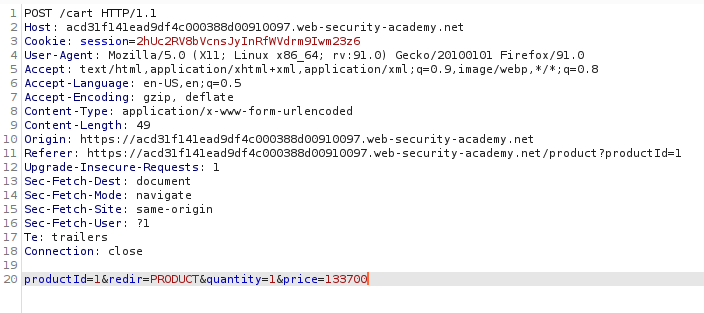 1 POST /cart HTTP/1.1
2 Host: acd31f141ead9df4c000388d00910097.web-security-academy.net
3 Cookie: session=2hUc2RV8bVcnsJyInRfWVdrm9Iwm23z6
4 User-Agent: Mozilla/5.0 (X11; Linux x86_64; rv:91.0) Gecko/20100101 Firefox/91.0
5 Accept: text/html,application/xhtml+xml,application/xml;q=0.9,image/webp,*/*;q=0.8
6 Accept-Language: en-US,en;q=0.5
7 Accept-Encoding: gzip, deflate
8 Content-Type: application/x-www-form-urlencoded
9 Content-Length: 49
10 Origin: https://acd31f141ead9df4c000388d00910097.web-security-academy.net
11 Referer: https://acd31f141ead9df4c000388d00910097.web-security-academy.net/product?productId=1
12 Upgrade-Insecure-Requests: 1
13 Sec-Fetch-Dest: document
14 Sec-Fetch-Mode: navigate
15 Sec-Fetch-Site: same-origin
16 Sec-Fetch-User: ?1
17 Te: trailers
18 Connection: close
19
20 productId=1&redir=PRODUCT&quantity=1&price=133700